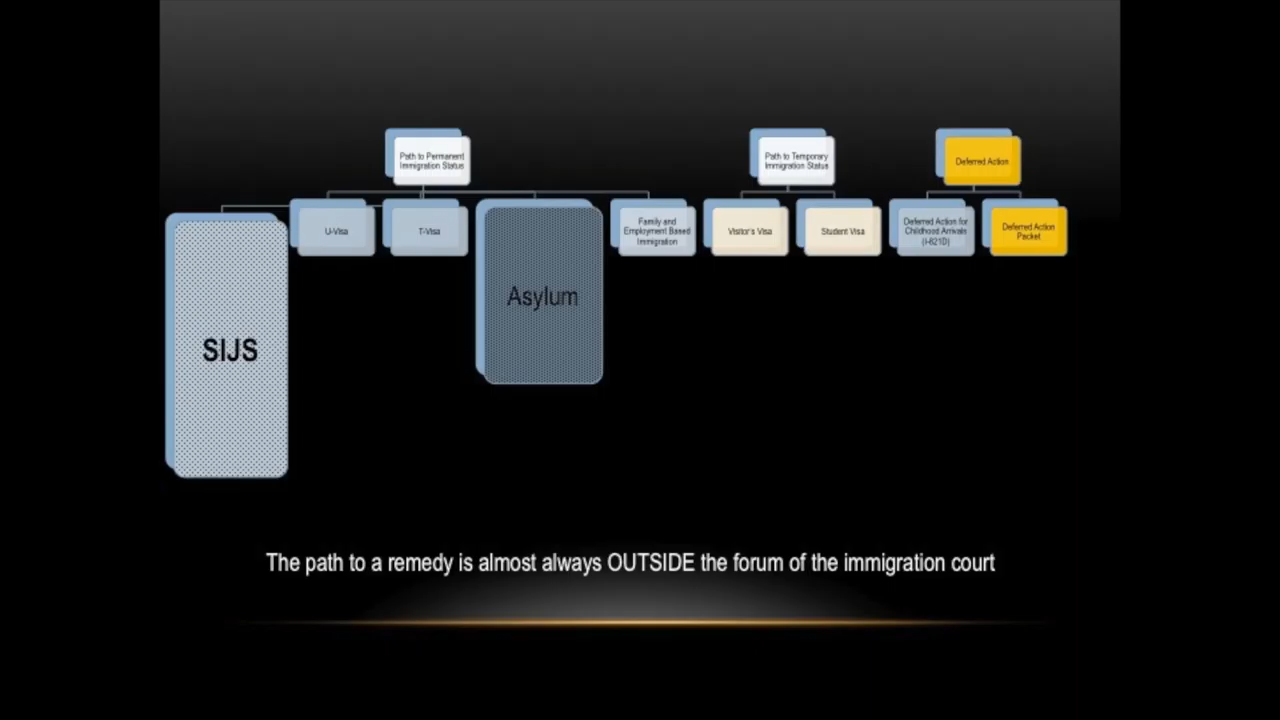 Path to Permanent
Immigration Status
Path to Temporary
Immigration Status
Deferred Action
SIJS
U-Visa
T-Visa
Asylum
Family and
Employment Based
Immigration
Visitor's Visa
Student Visa
Deferred Action for
Childhood Arrivals
(I-821D)
Deferred Action
Packet
The path to a remedy is almost always OUTSIDE the forum of the immigration court